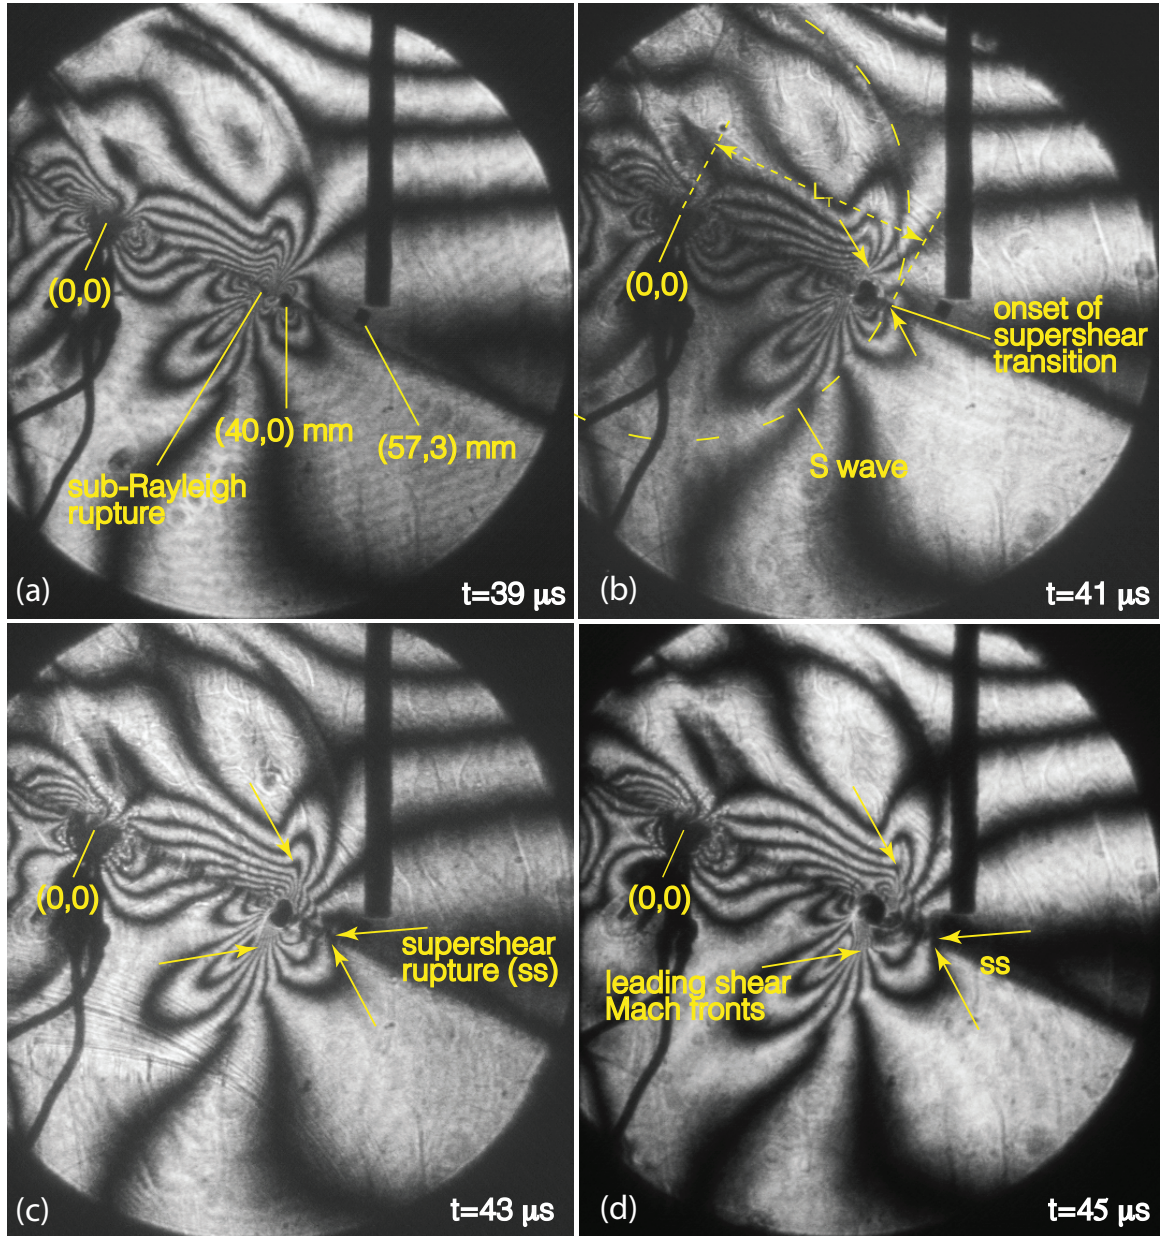 (0,0)
(40,0) mm
(57,3) mm
sub-Rayleigh
rupture
(a)
t=39 μs
LT
(0,0)
onset of
supershear
transition
S wave
(b)
t=41 μs
(0,0)
supershear
rupture (ss)
(c)
t=43 μs
(0,0)
ss
leading shear
Mach fronts
(d)
t=45 μs